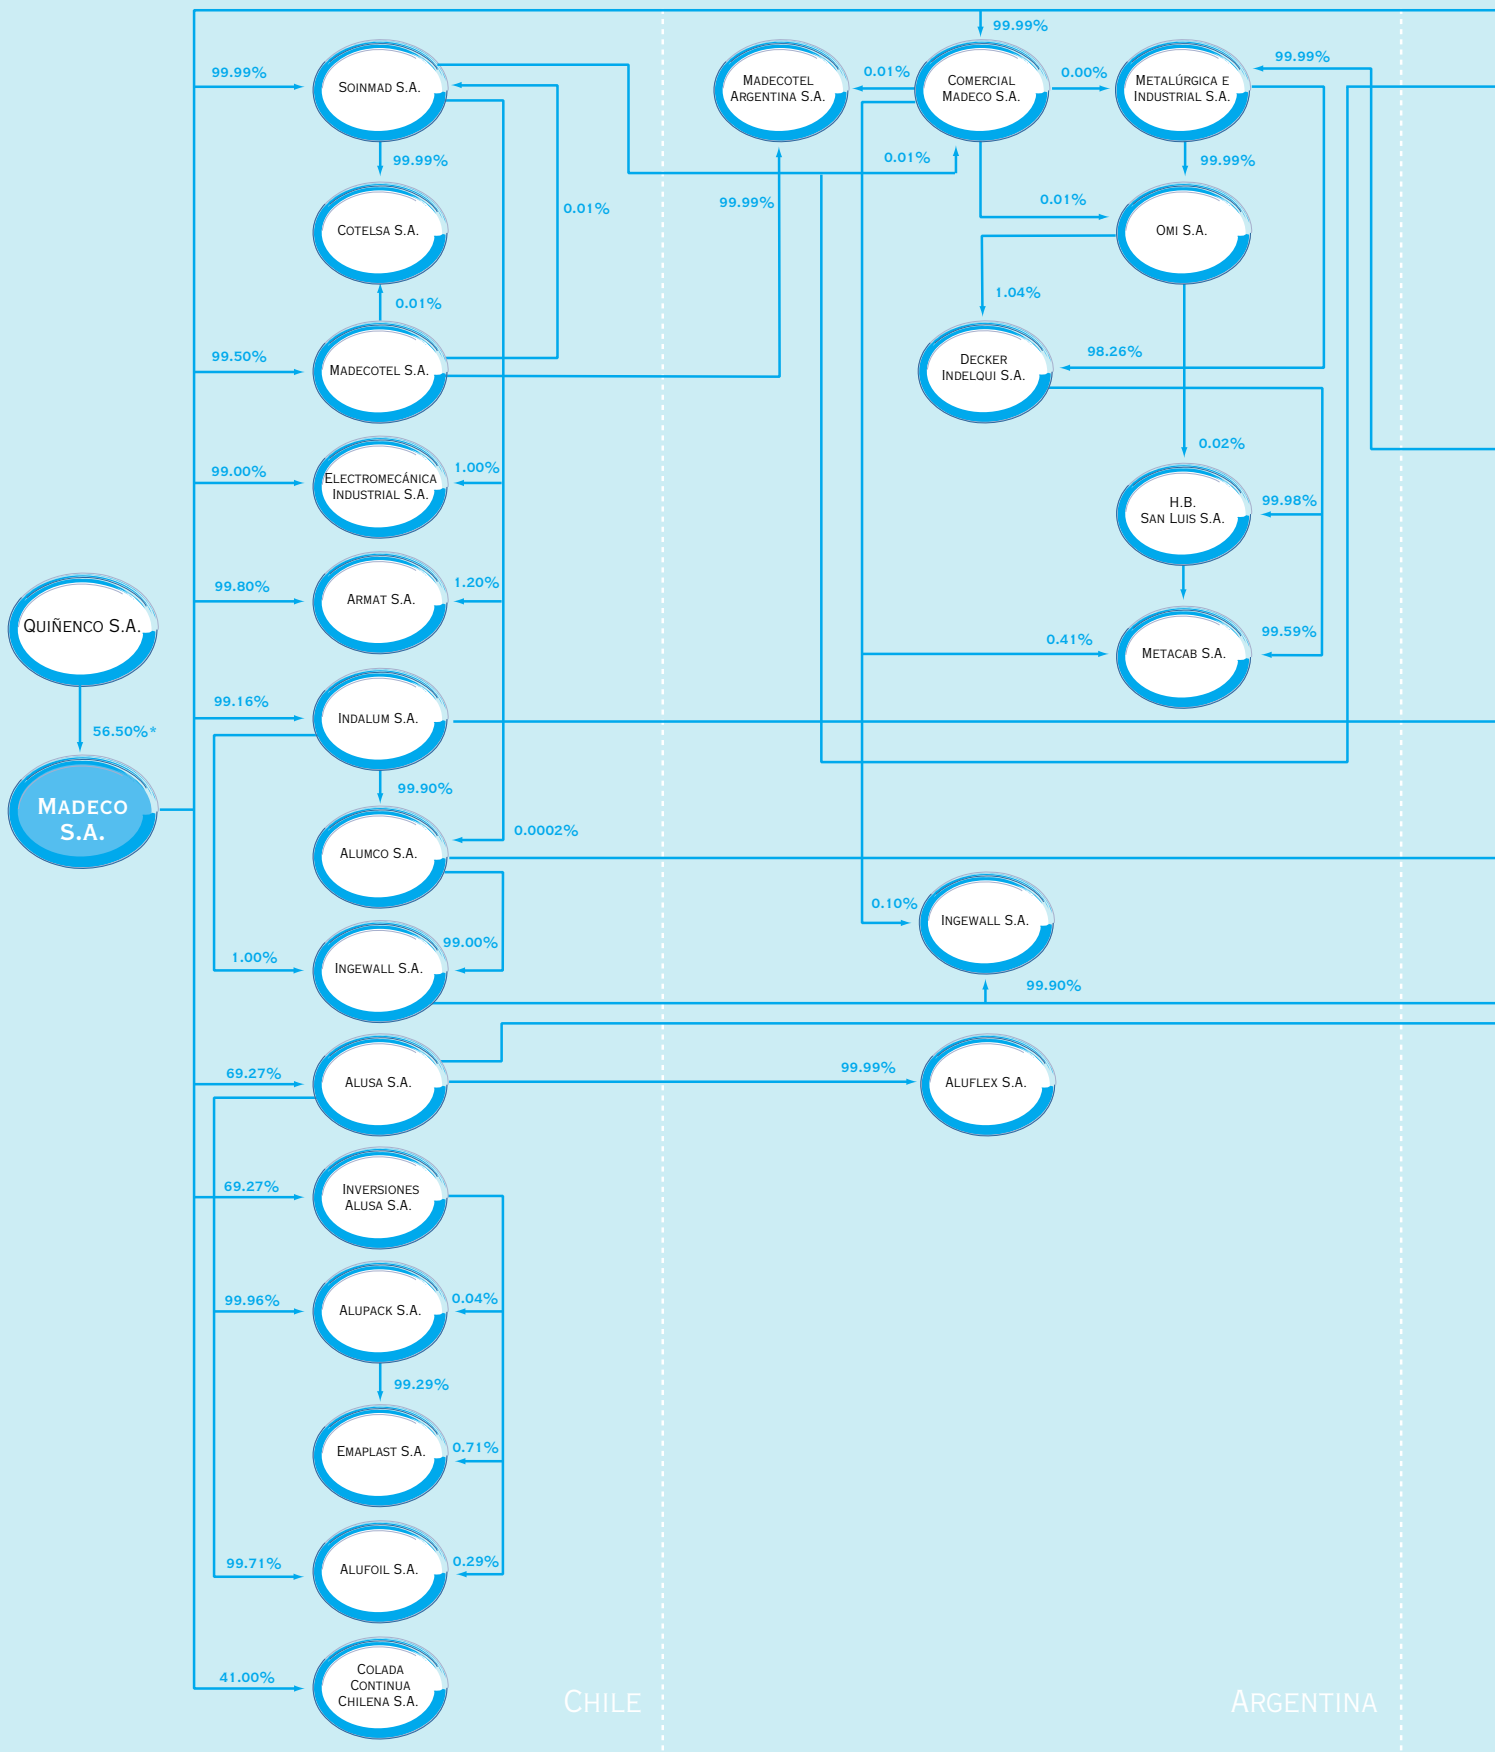 99.99%
99.99%
SOINMAD S.A.
MADECOTEL
ARGENTINA S.A.
0.01%
COMERCIAL
MADECO S.A.
0.00%
METALÚRGICA E
INDUSTRIAL S.A.
99.99%
99.99%
0.01%
99.99%
0.01%
99.99%
0.01%
COTELSA S.A.
OMI S.A.
0.01%
1.04%
99.50%
MADECOTEL S.A.
DECKER
INDELQUI S.A.
98.26%
99.00%
ELECTROMECÁNICA
INDUSTRIAL S.A.
1.00%
0.02%
H.B.
SAN LUIS S.A.
99.98%
99.80%
ARMAT S.A.
1.20%
QUIÑENCO S.A.
0.41%
METACAB S.A.
99.59%
56.50%*
99.16%
INDALUM S.A.
99.90%
MADECO
S.A.
0.0002%
ALUMCO S.A.
0.10%
INGEWALL S.A.
1.00%
INGEWALL S.A.
99.00%
99.90%
69.27%
ALUSA S.A.
99.99%
ALUFLEX S.A.
69.27%
INVERSIONES
ALUSA S.A.
99.96%
ALUPACK S.A.
0.04%
99.29%
EMAPLAST S.A.
0.71%
99.71%
ALUFOIL S.A.
0.29%
41.00%
COLADA
CONTINUA
CHILENA S.A.
CHILE
ARGENTINA